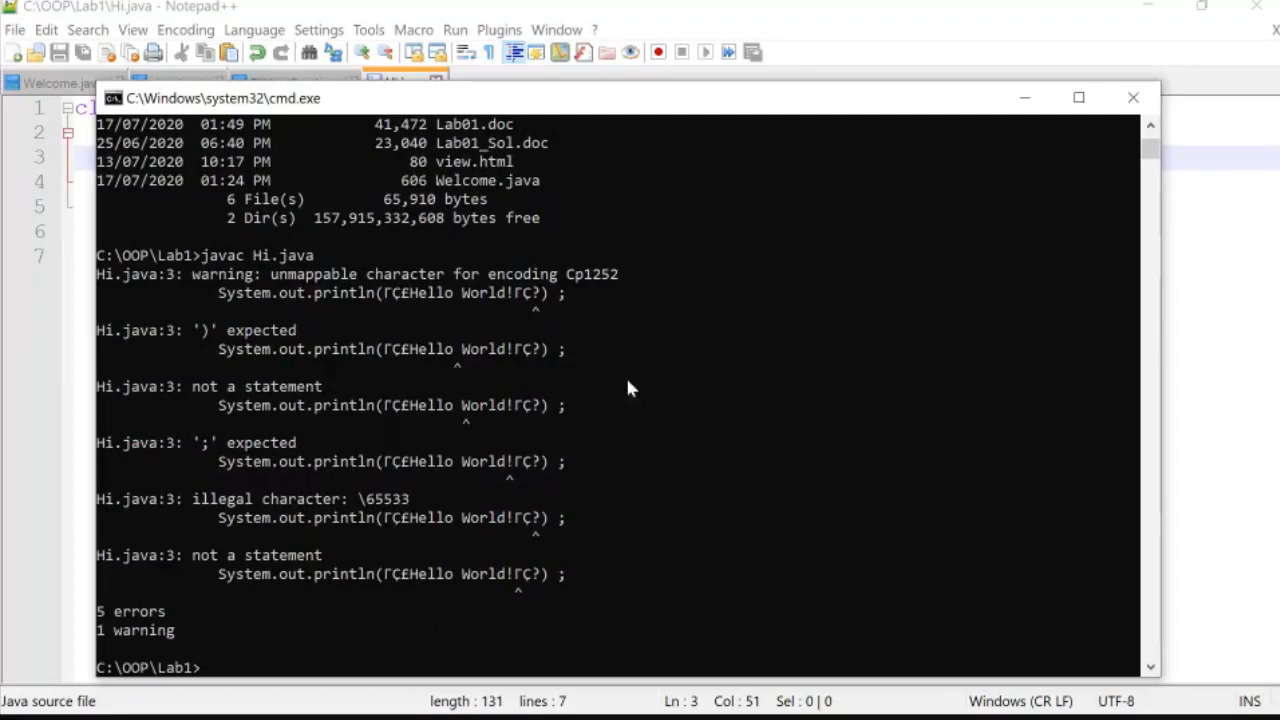 C:\OOP\Lab1\Hi.java - Notepad++
File Edit Search View Encoding Language Settings Tools Macro Run Plugins Window ?
X
Welcome.jav
C:\Windows\system32\cmd.exe
1 cl
2
3
4
5
6
7
17/07/2020 01:49 PM 41,472 Lab01.doc
25/06/2020 06:40 PM 23,040 Lab01_Sol.doc
13/07/2020 10:17 PM 80 view.html
17/07/2020 01:24 PM 606 Welcome.java
6 File(s) 65,910 bytes
2 Dir(s) 157,915,332,608 bytes free
C:\OOP\Lab1>javac Hi.java
Hi.java:3: warning: unmappable character for encoding Cp1252
System.out.println(ΓÇ£Hello World!ΓÇ?) ;
^
Hi.java:3: ')' expected
System.out.println(ΓÇ£Hello World!ΓÇ?) ;
^
Hi.java:3: not a statement
System.out.println(ΓÇ£Hello World!ΓÇ?) ;
^
Hi.java:3: ';' expected
System.out.println(ΓÇ£Hello World!ΓÇ?) ;
^
Hi.java:3: illegal character: \65533
System.out.println(ΓÇ£Hello World!ΓÇ?) ;
^
Hi.java:3: not a statement
System.out.println(ΓÇ£Hello World!ΓÇ?) ;
^
5 errors
1 warning
C:\OOP\Lab1>
Java source file length : 131 lines : 7 Ln : 3 Col : 51 Sel : 0 | 0 Windows (CR LF) UTF-8 INS